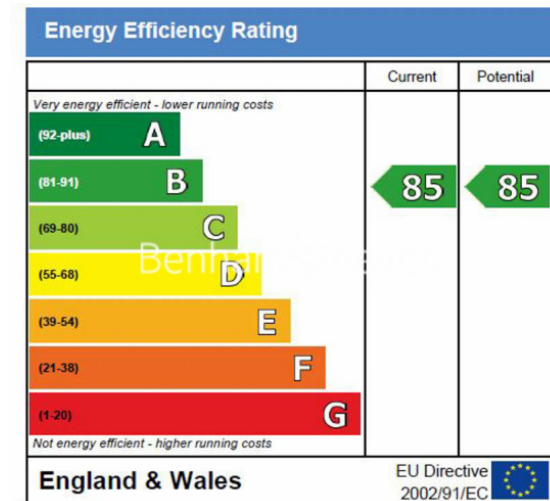 Energy Efficiency Rating
Current Potential
Very energy efficient - lower running costs
(92-plus) A
(81-91) B 85 85
(69-80) C
(55-68) D
(39-54) E
(21-38) F
(1-20) G
Not energy efficient - higher running costs
England & Wales
EU Directive
2002/91/EC